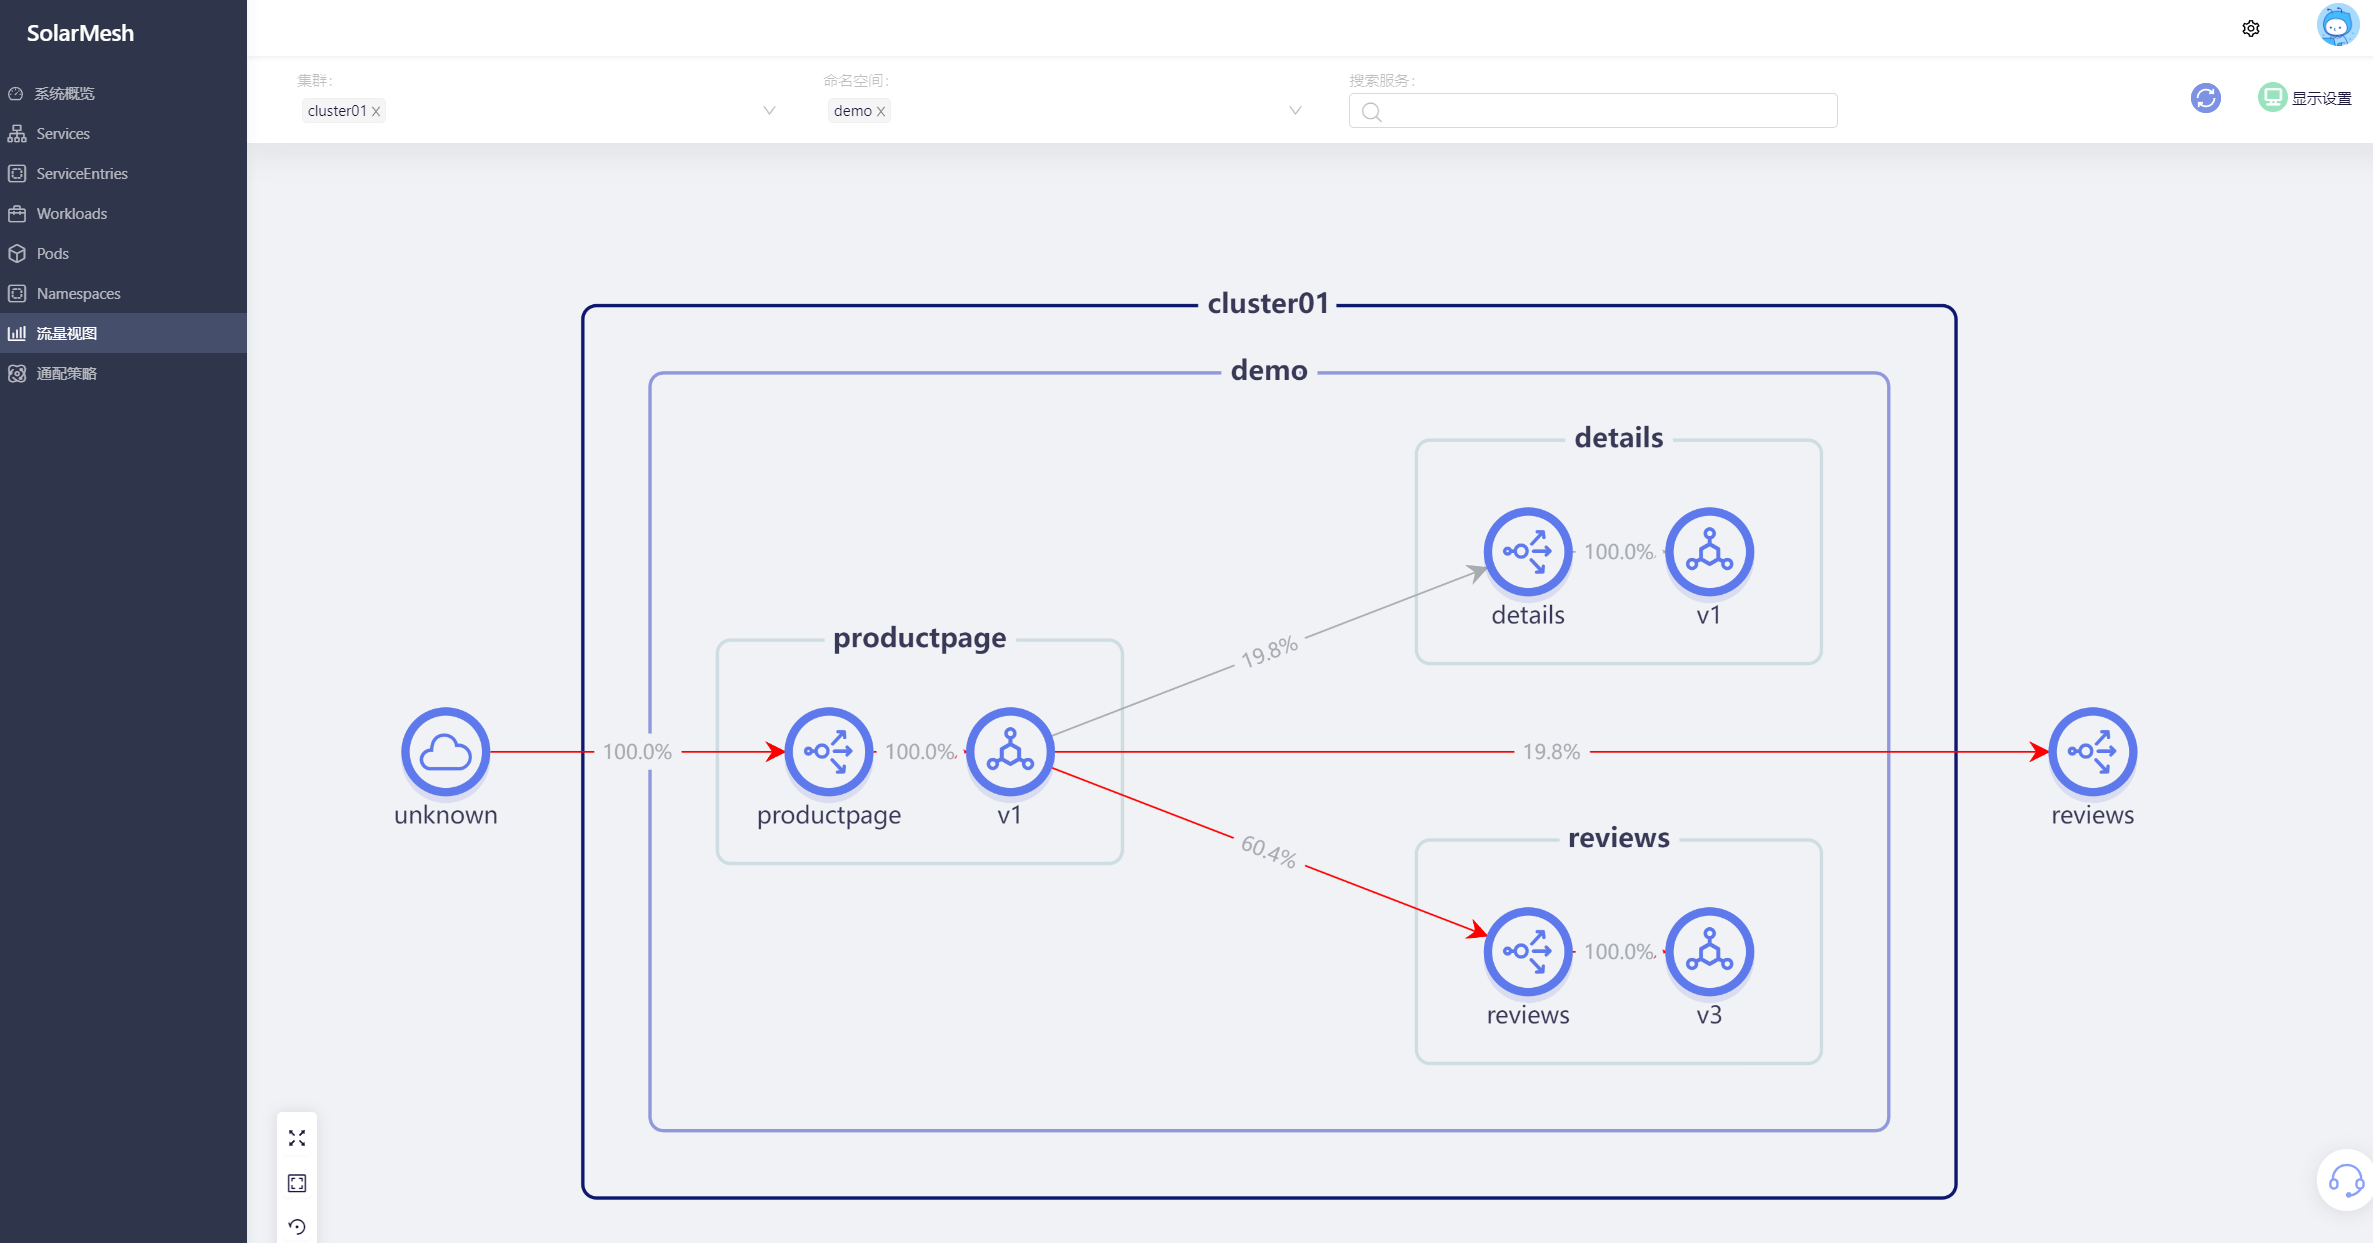 SolarMesh
系统概览
Services
ServiceEntries
Workloads
Pods
Namespaces
流量视图
通配策略
集群:
cluster01 X
命名空间:
demo X
搜索服务:
显示设置
cluster01
demo
details
100.0%
details
v1
19.8%
productpage
unknown
100.0%
productpage
100.0%
v1
19.8%
reviews
60.4%
reviews
100.0%
reviews
v3